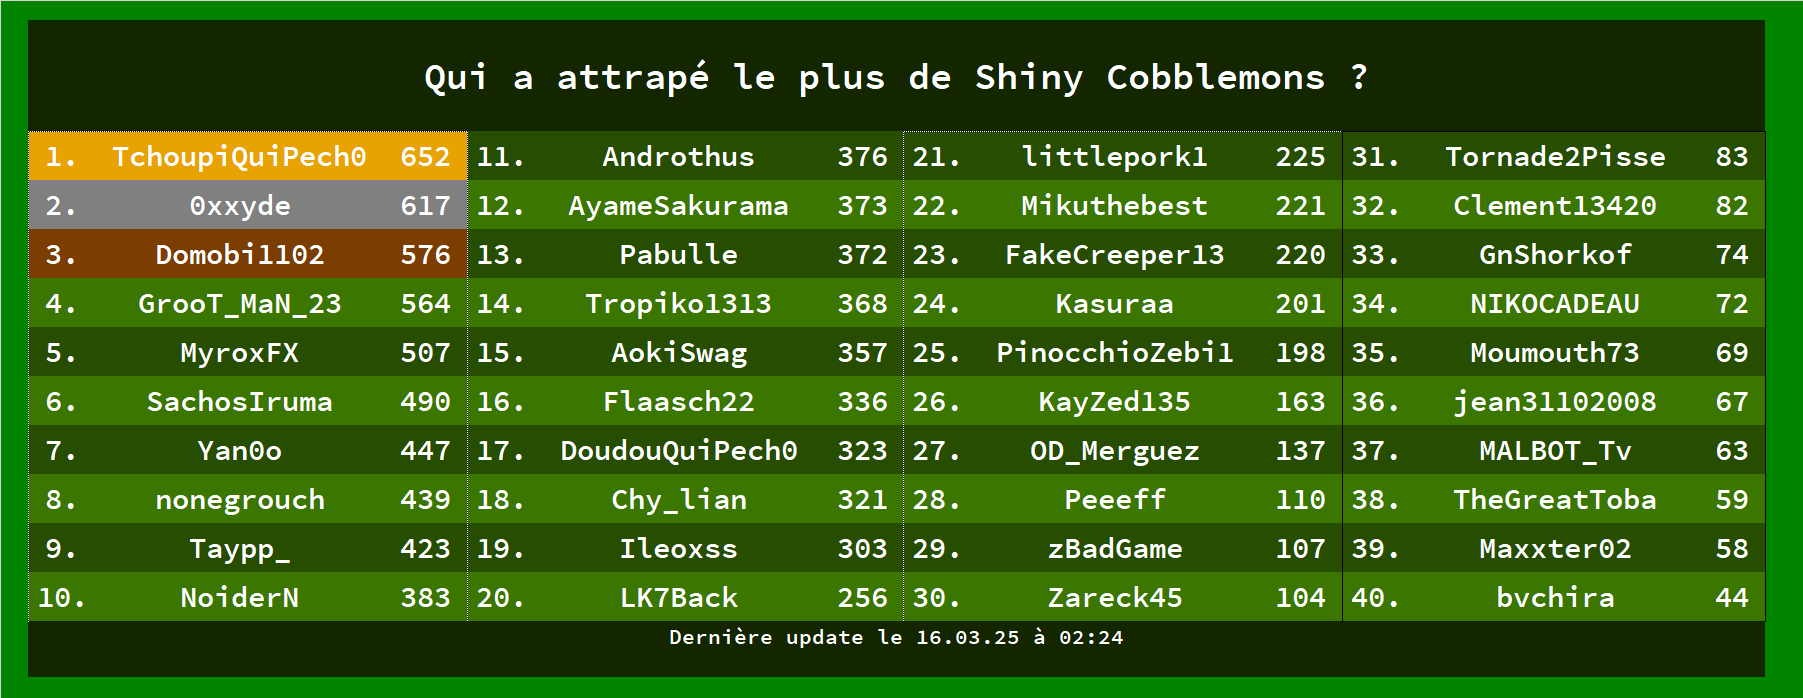 Qui a attrapé le plus de Shiny Cobblemons ?
1. TchoupiQuiPech0 652 11. Androthus 376 21. littlepork1 225 31. Tornade2Pisse 83
2. 0xxyde 617 12. AyameSakurama 373 22. Mikuthebest 221 32. Clement13420 82
3. Domobi1102 576 13. Pabulle 372 23. FakeCreeper13 220 33. GnShorkof 74
4. GrooT_MaN_23 564 14. Tropiko1313 368 24. Kasuraa 201 34. NIKOCADEAU 72
5. MyroxFX 507 15. AokiSwag 357 25. PinocchioZebi1 198 35. Moumouth73 69
6. SachosIruma 490 16. Flaasch22 336 26. KayZed135 163 36. jean31102008 67
7. Yan0o 447 17. DoudouQuiPech0 323 27. OD_Merguez 137 37. MALBOT_Tv 63
8. nonegrouch 439 18. Chy_lian 321 28. Peeeff 110 38. TheGreatToba 59
9. Taypp_ 423 19. Ileoxss 303 29. zBadGame 107 39. Maxxter02 58
10. NoiderN 383 20. LK7Back 256 30. Zareck45 104 40. bvchira 44
Dernière update le 16.03.25 à 02:24